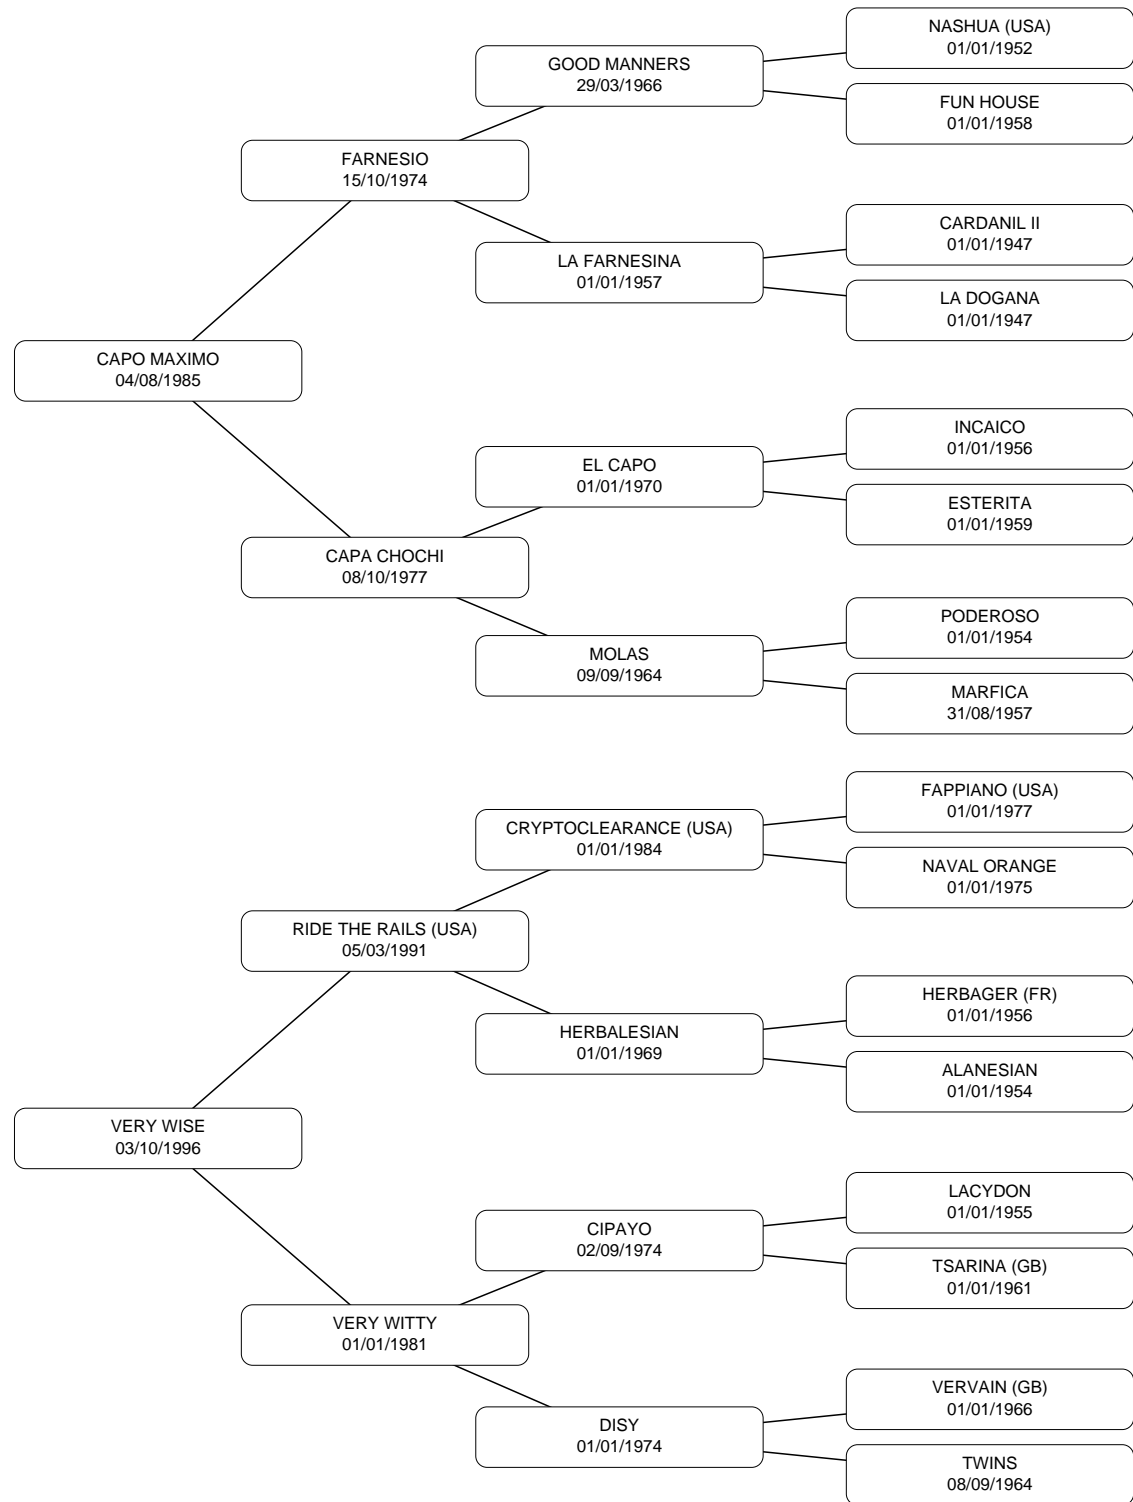 NASHUA (USA)
01/01/1952
GOOD MANNERS
29/03/1966
FUN HOUSE
01/01/1958
FARNESIO
15/10/1974
CARDANIL II
01/01/1947
LA FARNESINA
01/01/1957
LA DOGANA
01/01/1947
CAPO MAXIMO
04/08/1985
INCAICO
01/01/1956
EL CAPO
01/01/1970
ESTERITA
01/01/1959
CAPA CHOCHI
08/10/1977
PODEROSO
01/01/1954
MOLAS
09/09/1964
MARFICA
31/08/1957
FAPPIANO (USA)
01/01/1977
CRYPTOCLEARANCE (USA)
01/01/1984
NAVAL ORANGE
01/01/1975
RIDE THE RAILS (USA)
05/03/1991
HERBAGER (FR)
01/01/1956
HERBALESIAN
01/01/1969
ALANESIAN
01/01/1954
VERY WISE
03/10/1996
LACYDON
01/01/1955
CIPAYO
02/09/1974
TSARINA (GB)
01/01/1961
VERY WITTY
01/01/1981
VERVAIN (GB)
01/01/1966
DISY
01/01/1974
TWINS
08/09/1964